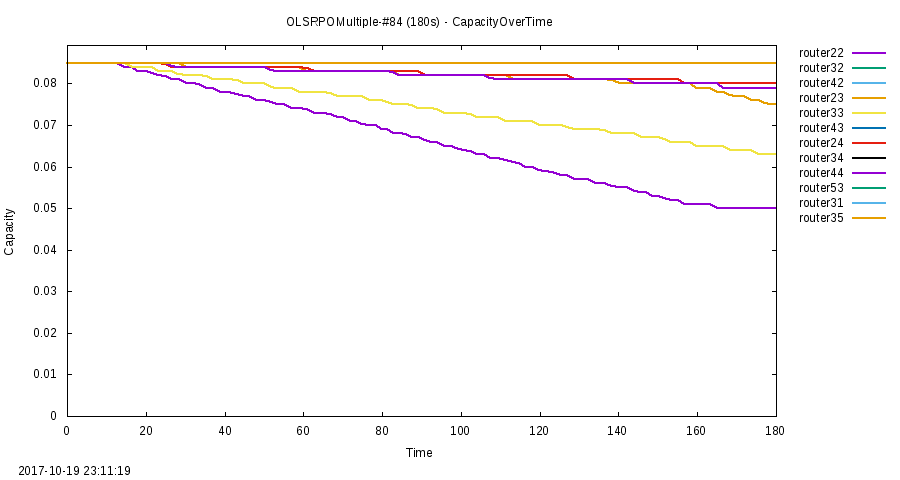 OLSRPOMultiple-#84 (180s) - CapacityOverTime
router22
router32
router42
router23
router33
router43
router24
router34
router44
router53
router31
router35
0.08
0.07
0.06
0.05
0.04
0.03
0.02
0.01
0
Capacity
0 20 40 60 80 100 120 140 160 180
Time
2017-10-19 23:11:19